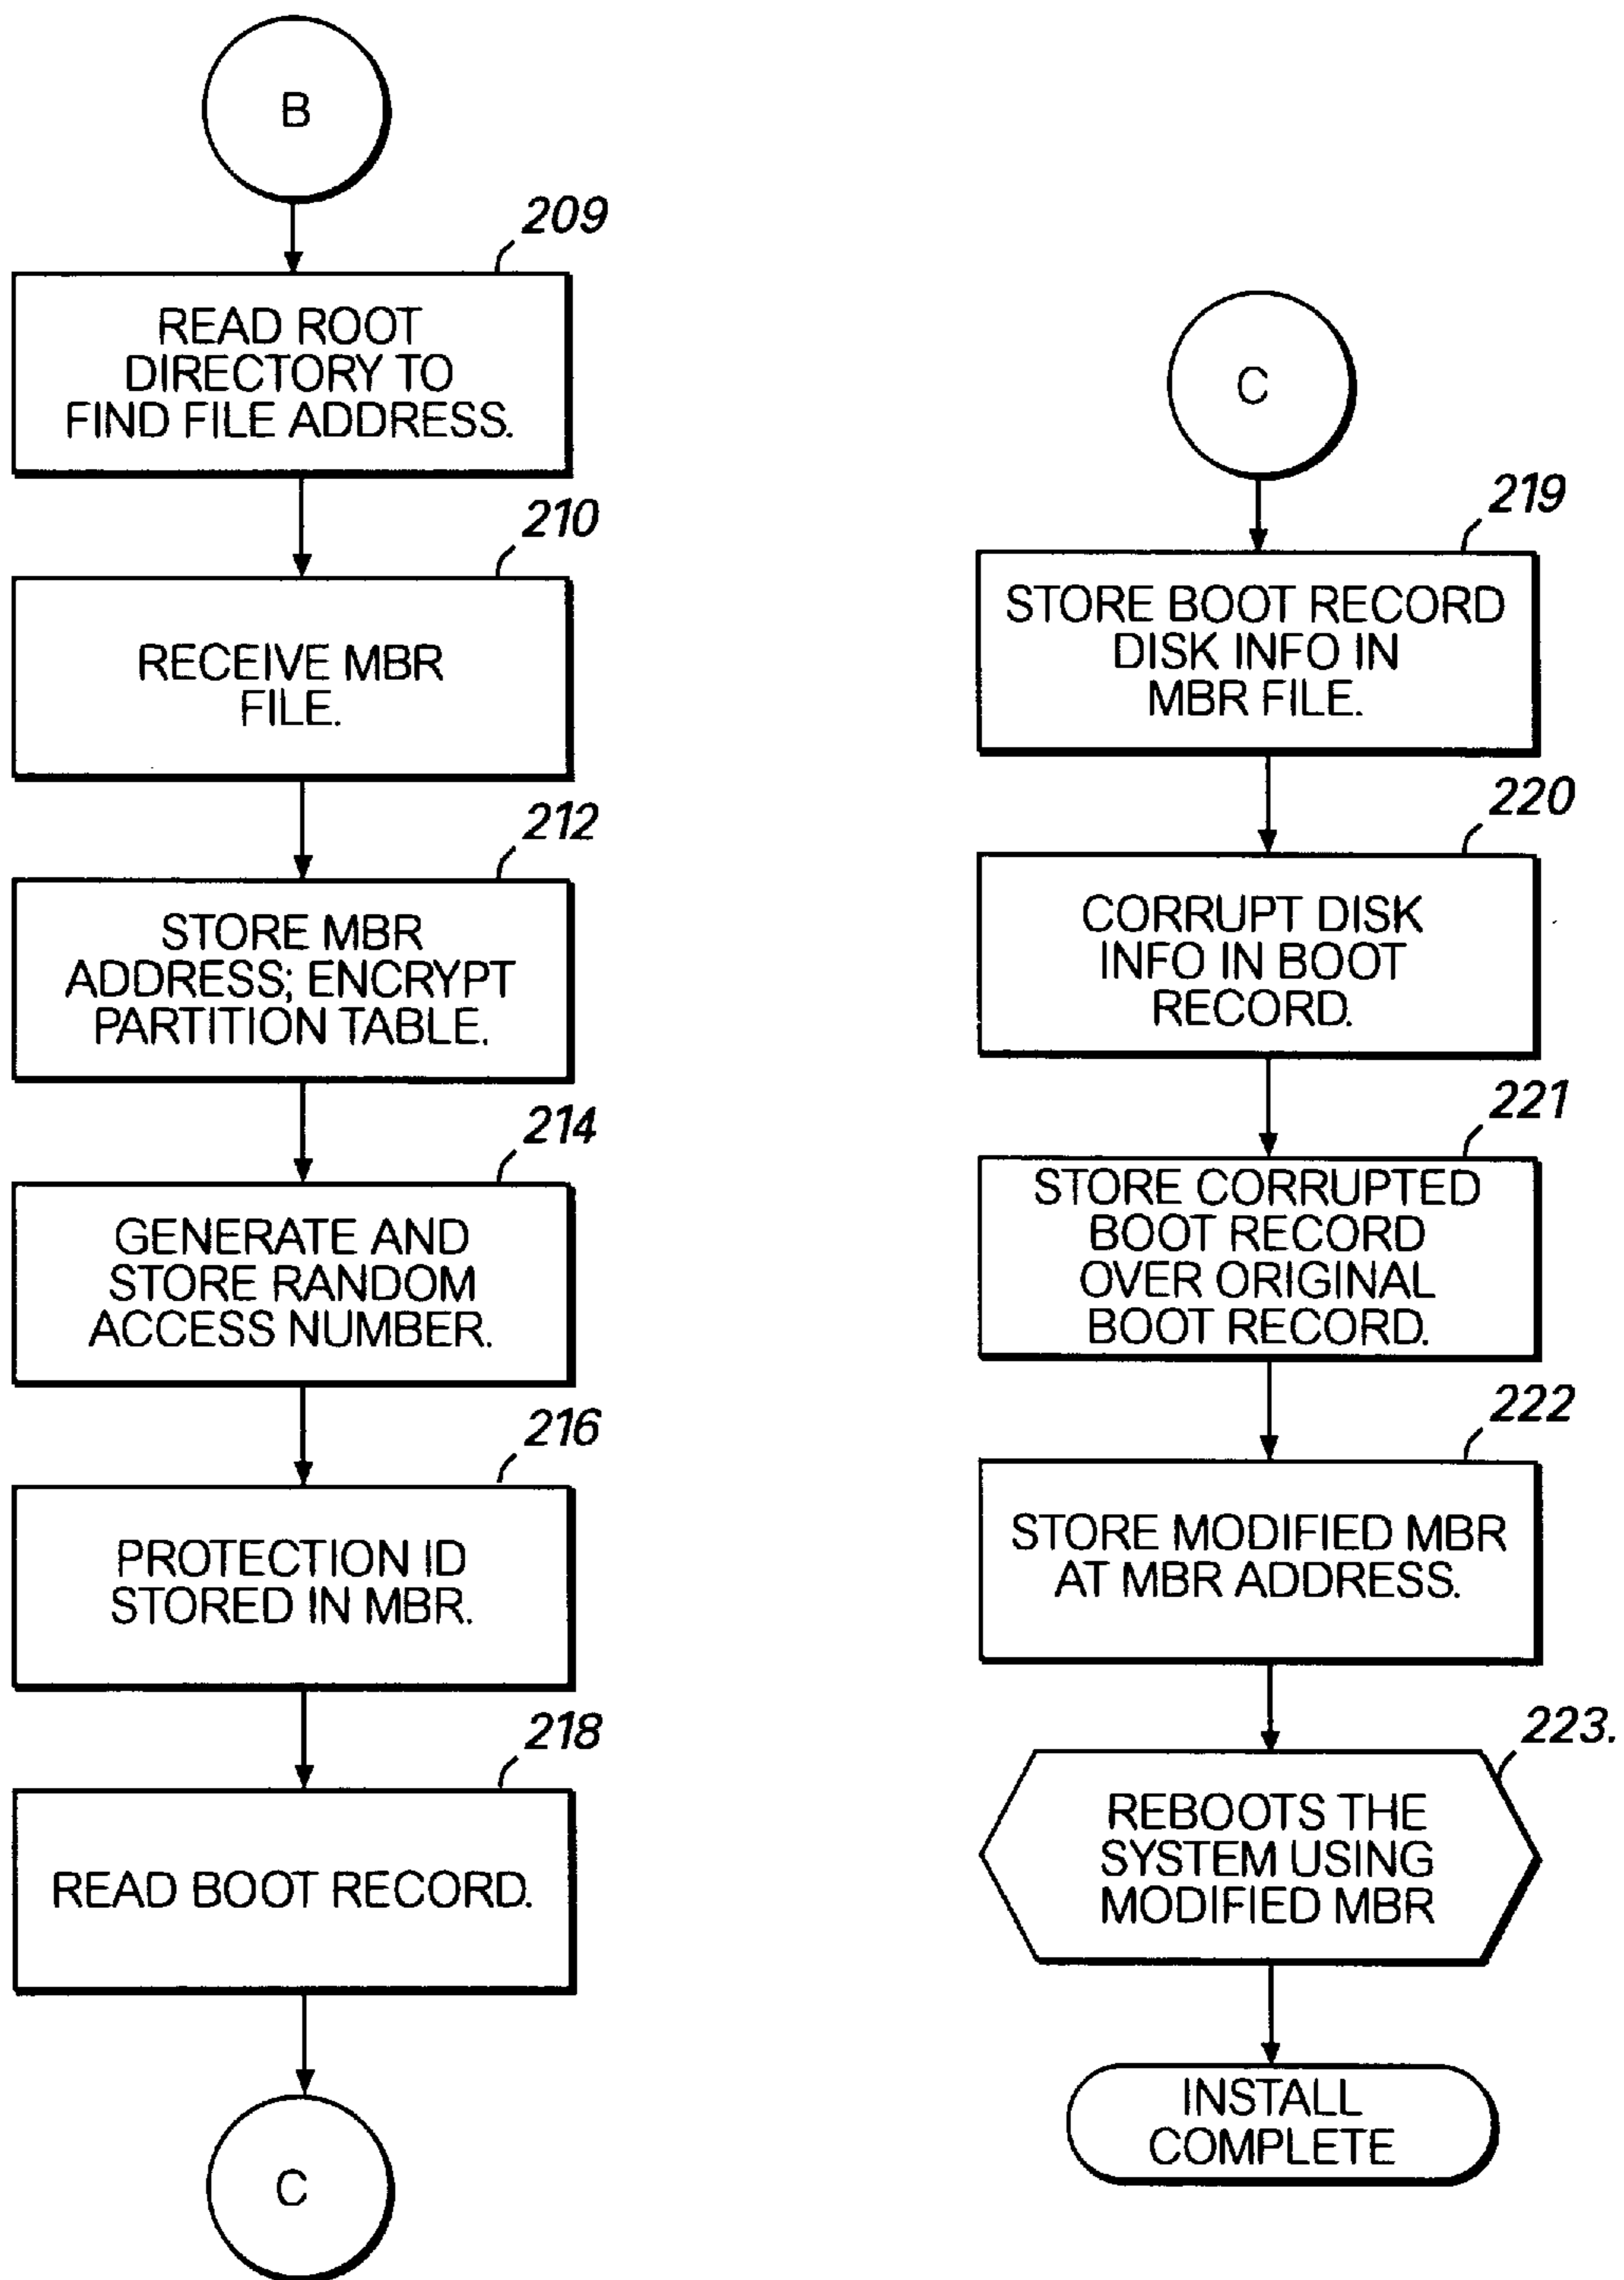 B
209
READ ROOT
DIRECTORY TO
FIND FILE ADDRESS.
210
RECEIVE MBR
FILE.
212
STORE MBR
ADDRESS; ENCRYPT
PARTITION TABLE.
214
GENERATE AND
STORE RANDOM
ACCESS NUMBER.
216
PROTECTION ID
STORED IN MBR.
218
READ BOOT RECORD.
C
C
219
STORE BOOT RECORD
DISK INFO IN
MBR FILE.
220
CORRUPT DISK
INFO IN BOOT
RECORD.
221
STORE CORRUPTED
BOOT RECORD
OVER ORIGINAL
BOOT RECORD.
222
STORE MODIFIED MBR
AT MBR ADDRESS.
223.
REBOOTS THE
SYSTEM USING
MODIFIED MBR
INSTALL
COMPLETE